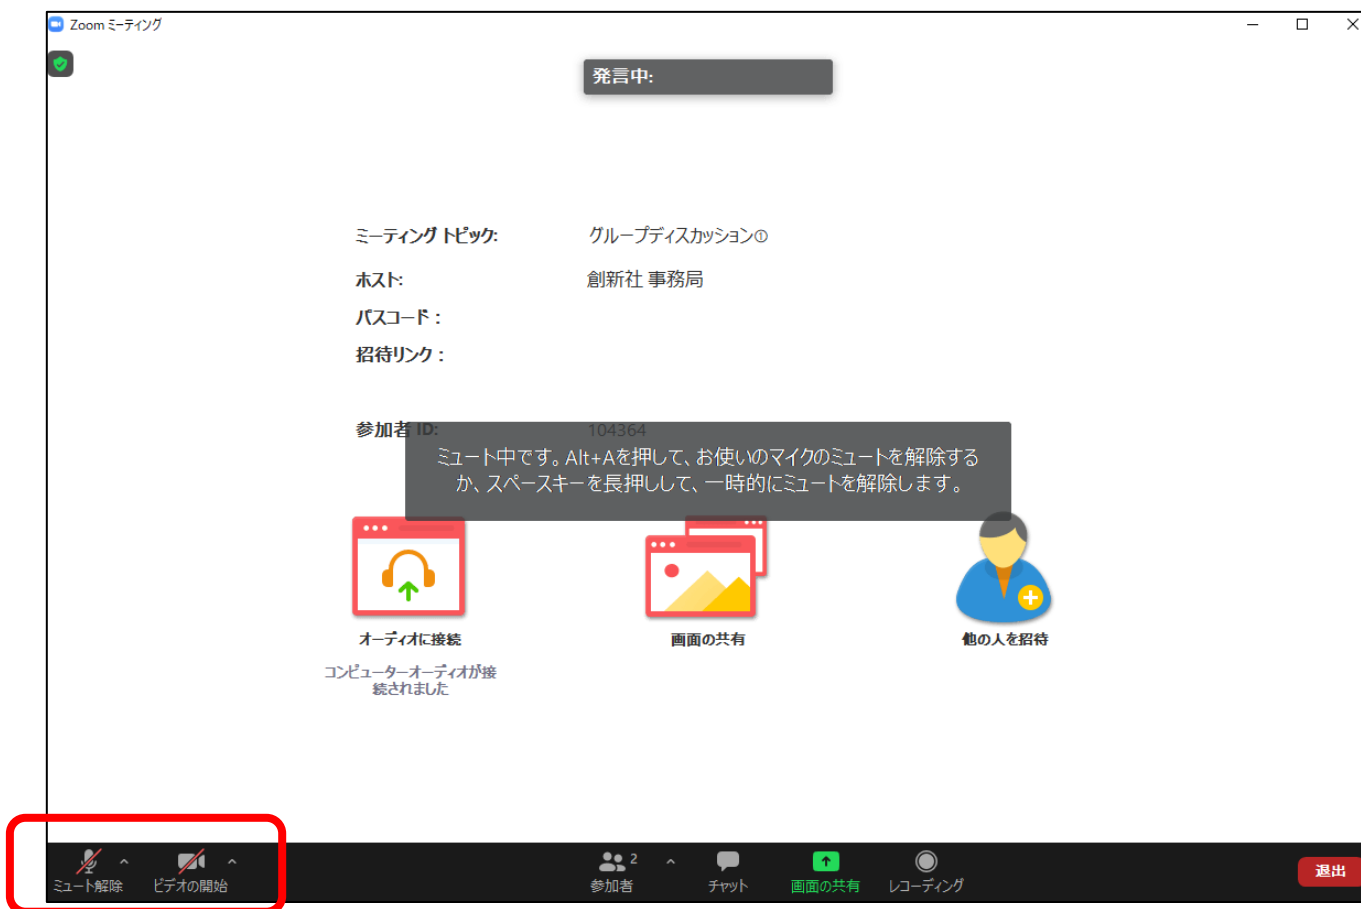 Zoom ミーティング
発言中:
ミーティング トピック: グループディスカッション①
ホスト: 創新社 事務局
パスコード：
招待リンク：
参加者 ID: 104364
ミュート中です。Alt+Aを押して、お使いのマイクのミュートを解除する
か、スペースキーを長押しして、一時的にミュートを解除します。
オーディオに接続
コンピューターオーディオが接
続されました
画面の共有
他の人を招待
ミュート解除
ビデオの開始
2
参加者
チャット
画面の共有
レコーディング
退出